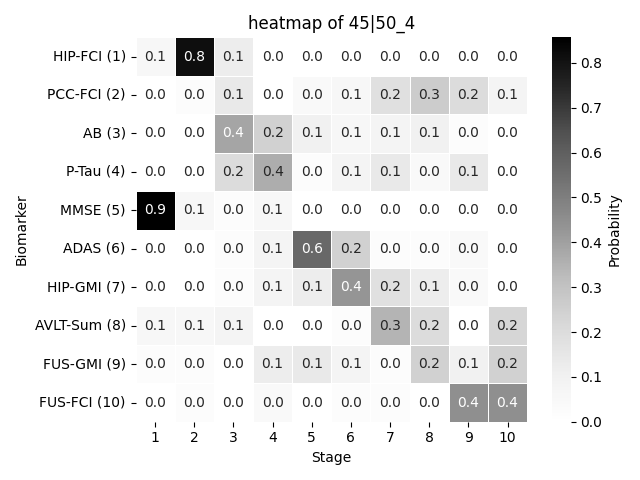 heatmap of 45|50_4
HIP-FCI (1) 0.1 0.8 0.1 0.0 0.0 0.0 0.0 0.0 0.0 0.0
PCC-FCI (2) 0.0 0.0 0.1 0.0 0.0 0.1 0.2 0.3 0.2 0.1
AB (3) 0.0 0.0 0.4 0.2 0.1 0.1 0.1 0.1 0.0 0.0
P-Tau (4) 0.0 0.0 0.2 0.4 0.0 0.1 0.1 0.0 0.1 0.0
MMSE (5) 0.9 0.1 0.0 0.1 0.0 0.0 0.0 0.0 0.0 0.0
ADAS (6) 0.0 0.0 0.0 0.1 0.6 0.2 0.0 0.0 0.0 0.0
HIP-GMI (7) 0.0 0.0 0.0 0.1 0.1 0.4 0.2 0.1 0.0 0.0
AVLT-Sum (8) 0.1 0.1 0.1 0.0 0.0 0.0 0.3 0.2 0.0 0.2
FUS-GMI (9) 0.0 0.0 0.0 0.1 0.1 0.1 0.0 0.2 0.1 0.2
FUS-FCI (10) 0.0 0.0 0.0 0.0 0.0 0.0 0.0 0.0 0.4 0.4
1 2 3 4 5 6 7 8 9 10
Stage
Biomarker
0.8
0.7
0.6
0.5
0.4
0.3
0.2
0.1
0.0
Probability